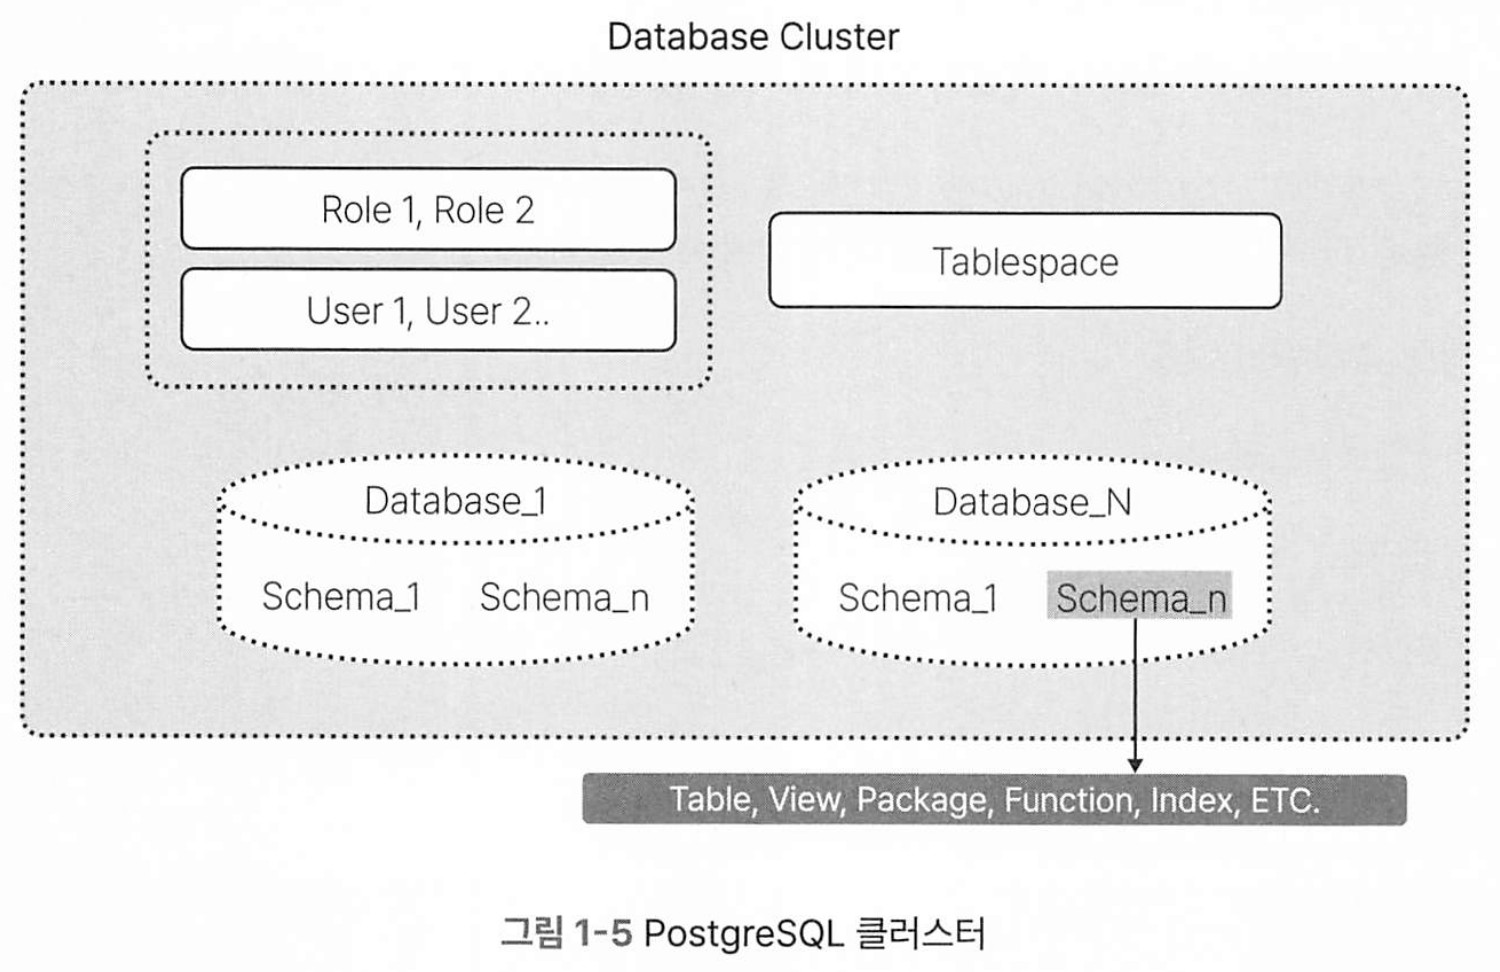 Database Cluster
Role 1, Role 2
User 1, User 2..
Tablespace
Database_1
Schema_1 Schema_n
Database_N
Schema_1 Schema_n
Table, View, Package, Function, Index, ETC.
그림 1-5 PostgreSQL 클러스터